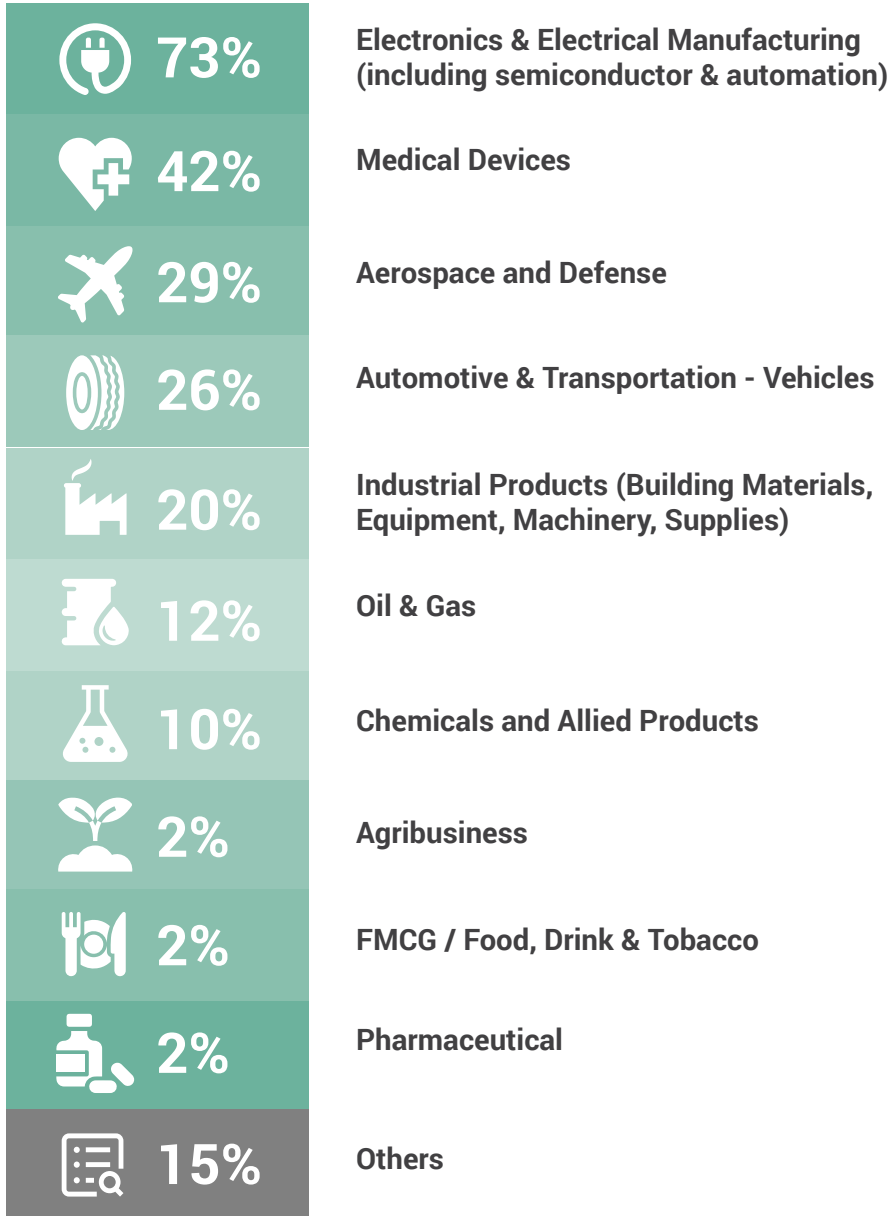 73%
Electronics & Electrical Manufacturing
(including semiconductor & automation)
42%
Medical Devices
29%
Aerospace and Defense
26%
Automotive & Transportation - Vehicles
20%
Industrial Products (Building Materials,
Equipment, Machinery, Supplies)
12%
Oil & Gas
10%
Chemicals and Allied Products
2%
Agribusiness
2%
FMCG / Food, Drink & Tobacco
2%
Pharmaceutical
15%
Others